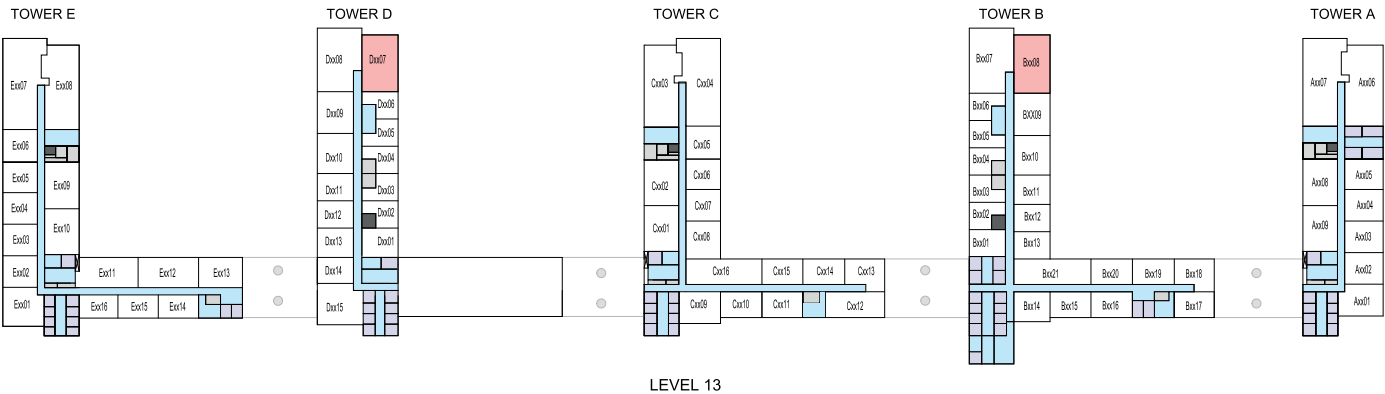 TOWER E
TOWER D
TOWER C
TOWER B
TOWER A
Exx07
Exx08
Exx06
Exx05
Exx09
Exx04
Exx10
Exx03
Exx02
Exx11
Exx12
Exx13
Exx01
Exx16
Exx15
Exx14
Dxx08
Dxx07
Dxx09
Dxx06
Dxx05
Dxx10
Dxx04
Dxx11
Dxx03
Dxx12
Dxx02
Dxx13
Dxx01
Dxx14
Dxx15
Cxx03
Cxx04
Cxx05
Cxx02
Cxx06
Cxx07
Cxx01
Cxx08
Cxx16
Cxx15
Cxx14
Cxx13
Cxx09
Cxx10
Cxx11
Cxx12
Bxx07
Bxx08
Bxx06
BXX09
Bxx05
Bxx04
Bxx10
Bxx03
Bxx11
Bxx02
Bxx12
Bxx01
Bxx13
Bxx21
Bxx20
Bxx19
Bxx18
Bxx14
Bxx15
Bxx16
Bxx17
Axx07
Axx06
Axx08
Axx05
Axx04
Axx09
Axx03
Axx02
Axx01
LEVEL 13